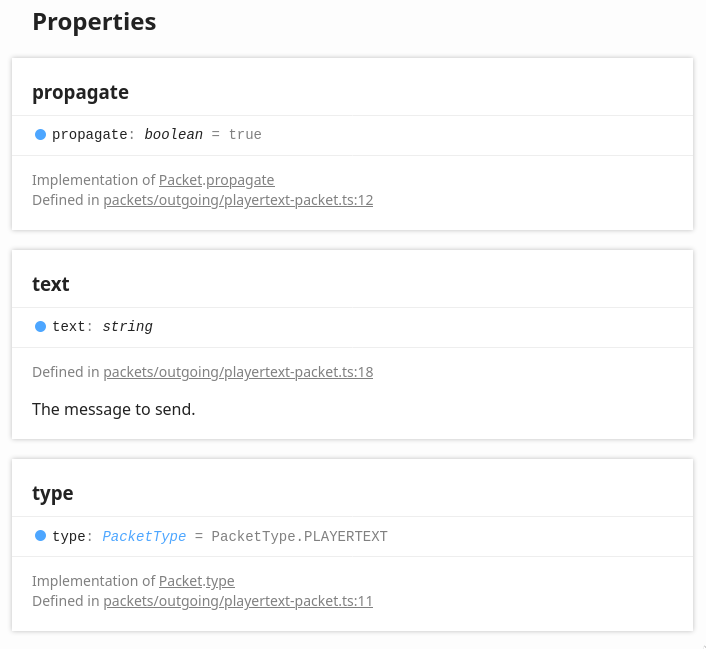 Properties
propagate
propagate: boolean = true
Implementation of Packet.propagate
Defined in packets/outgoing/playertext-packet.ts:12
text
text: string
Defined in packets/outgoing/playertext-packet.ts:18
The message to send.
type
type: PacketType = PacketType.PLAYERTEXT
Implementation of Packet.type
Defined in packets/outgoing/playertext-packet.ts:11